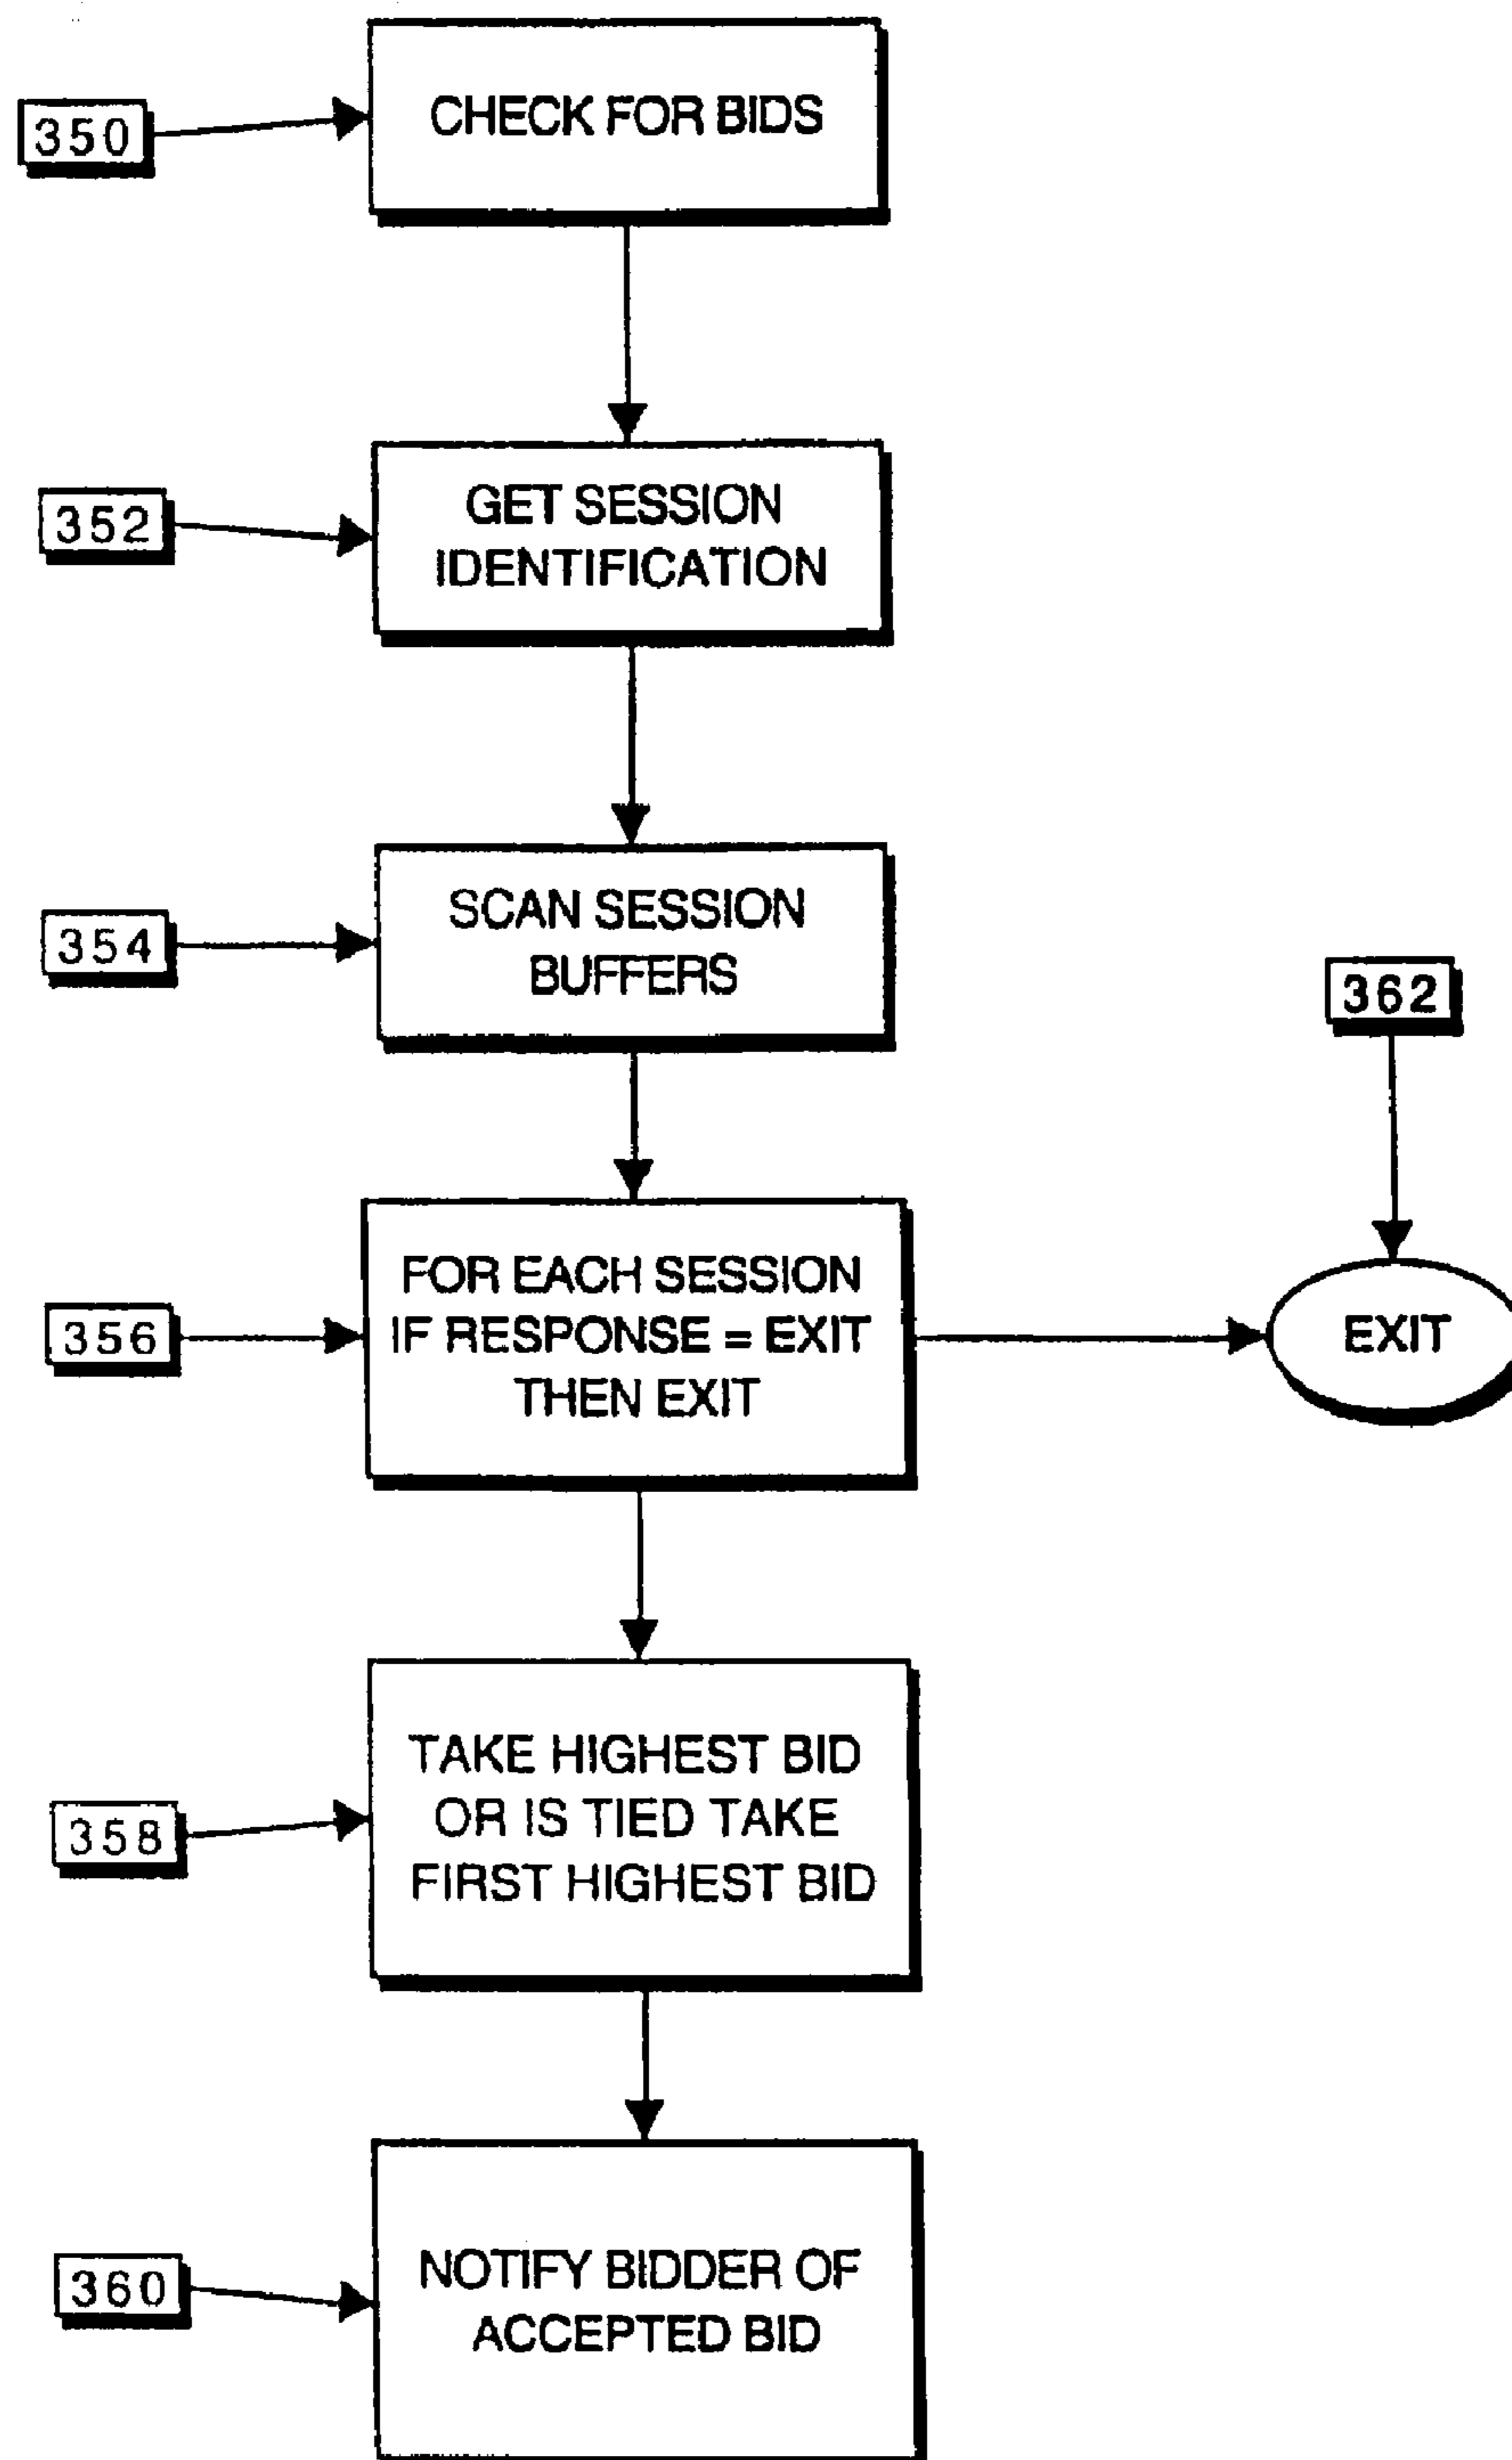 350
CHECK FOR BIDS
352
GET SESSION
IDENTIFICATION
354
SCAN SESSION
BUFFERS
362
356
FOR EACH SESSION
IF RESPONSE = EXIT
THEN EXIT
EXIT
358
TAKE HIGHEST BID
OR IS TIED TAKE
FIRST HIGHEST BID
360
NOTIFY BIDDER OF
ACCEPTED BID